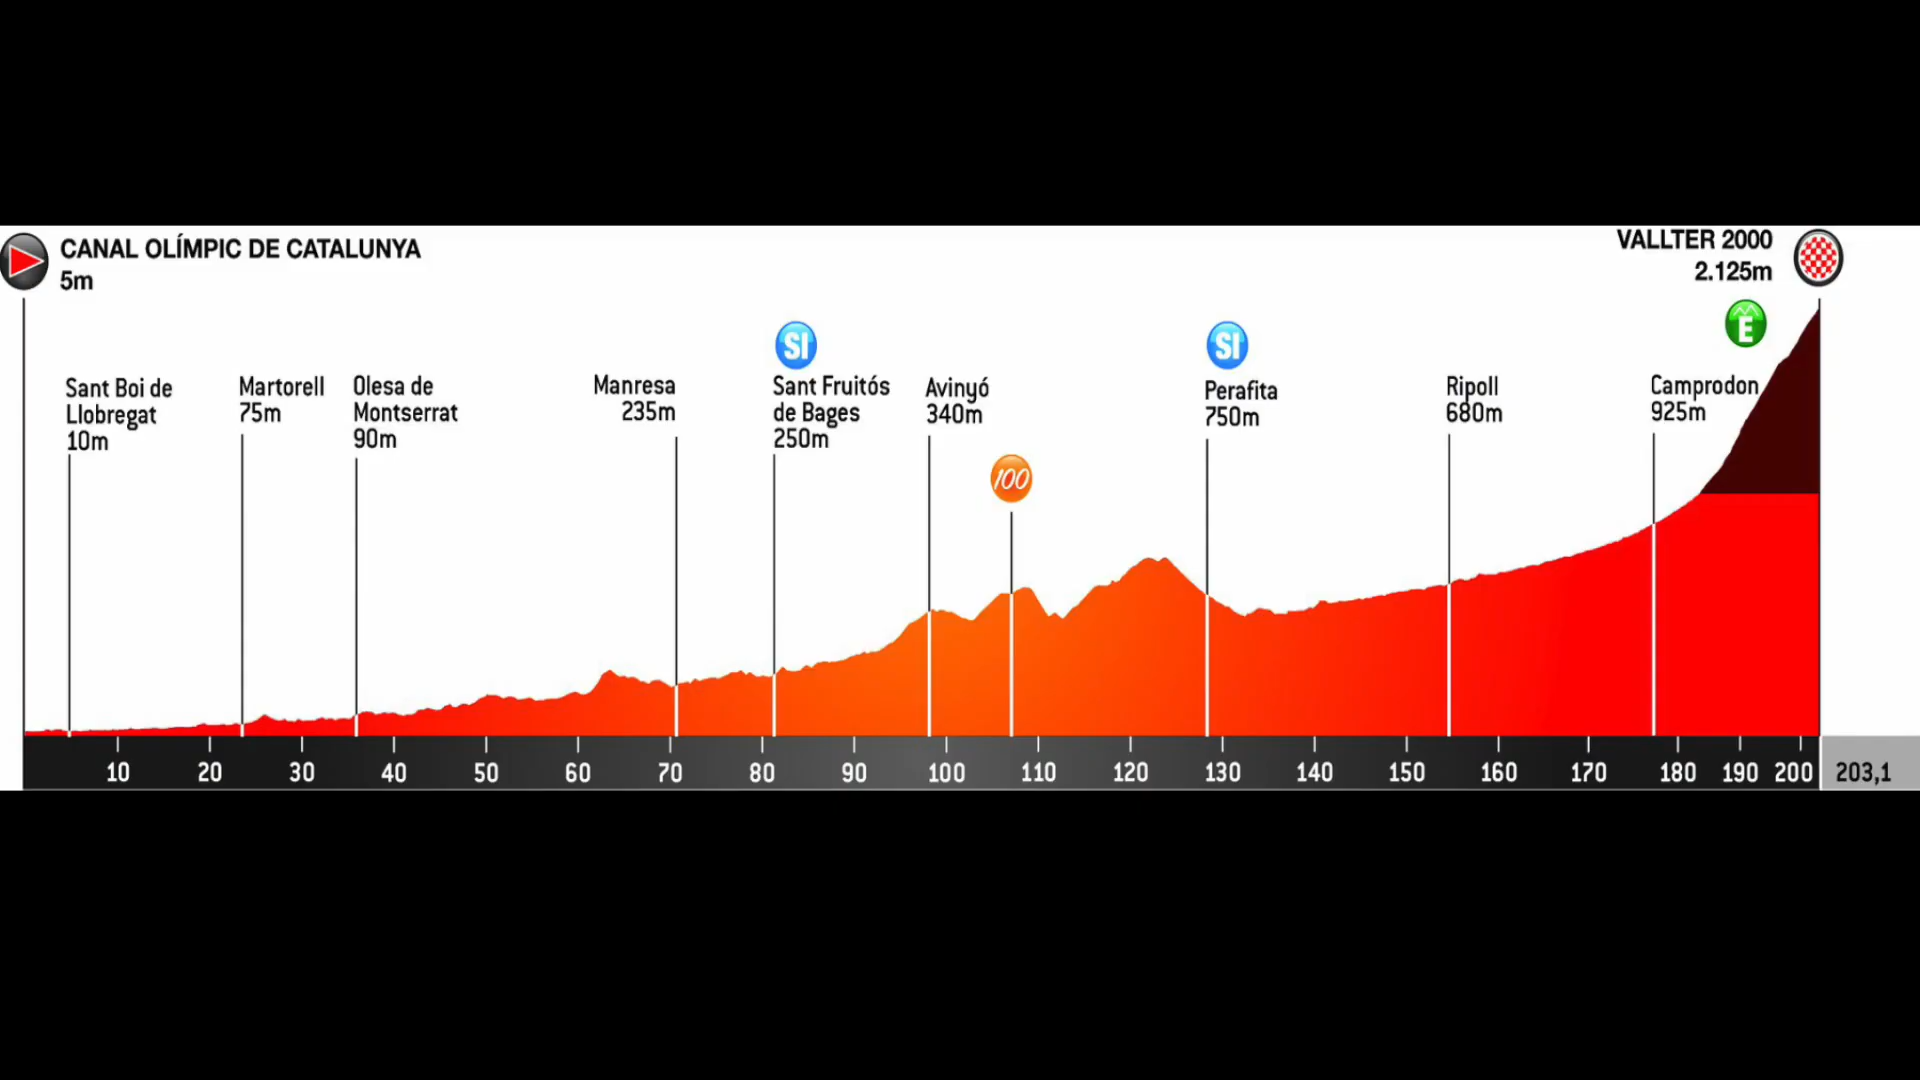 CANAL OLÍMPIC DE CATALUNYA
5m
VALLTER 2000
2.125m
E
SI
SI
Sant Boi de
Llobregat
10m
Martorell
75m
Olesa de
Montserrat
90m
Manresa
235m
Sant Fruitós
de Bages
250m
Avinyó
340m
Perafita
750m
Ripoll
680m
Camprodon
925m
100
10 20 30 40 50 60 70 80 90 100 110 120 130 140 150 160 170 180 190 200 203,1